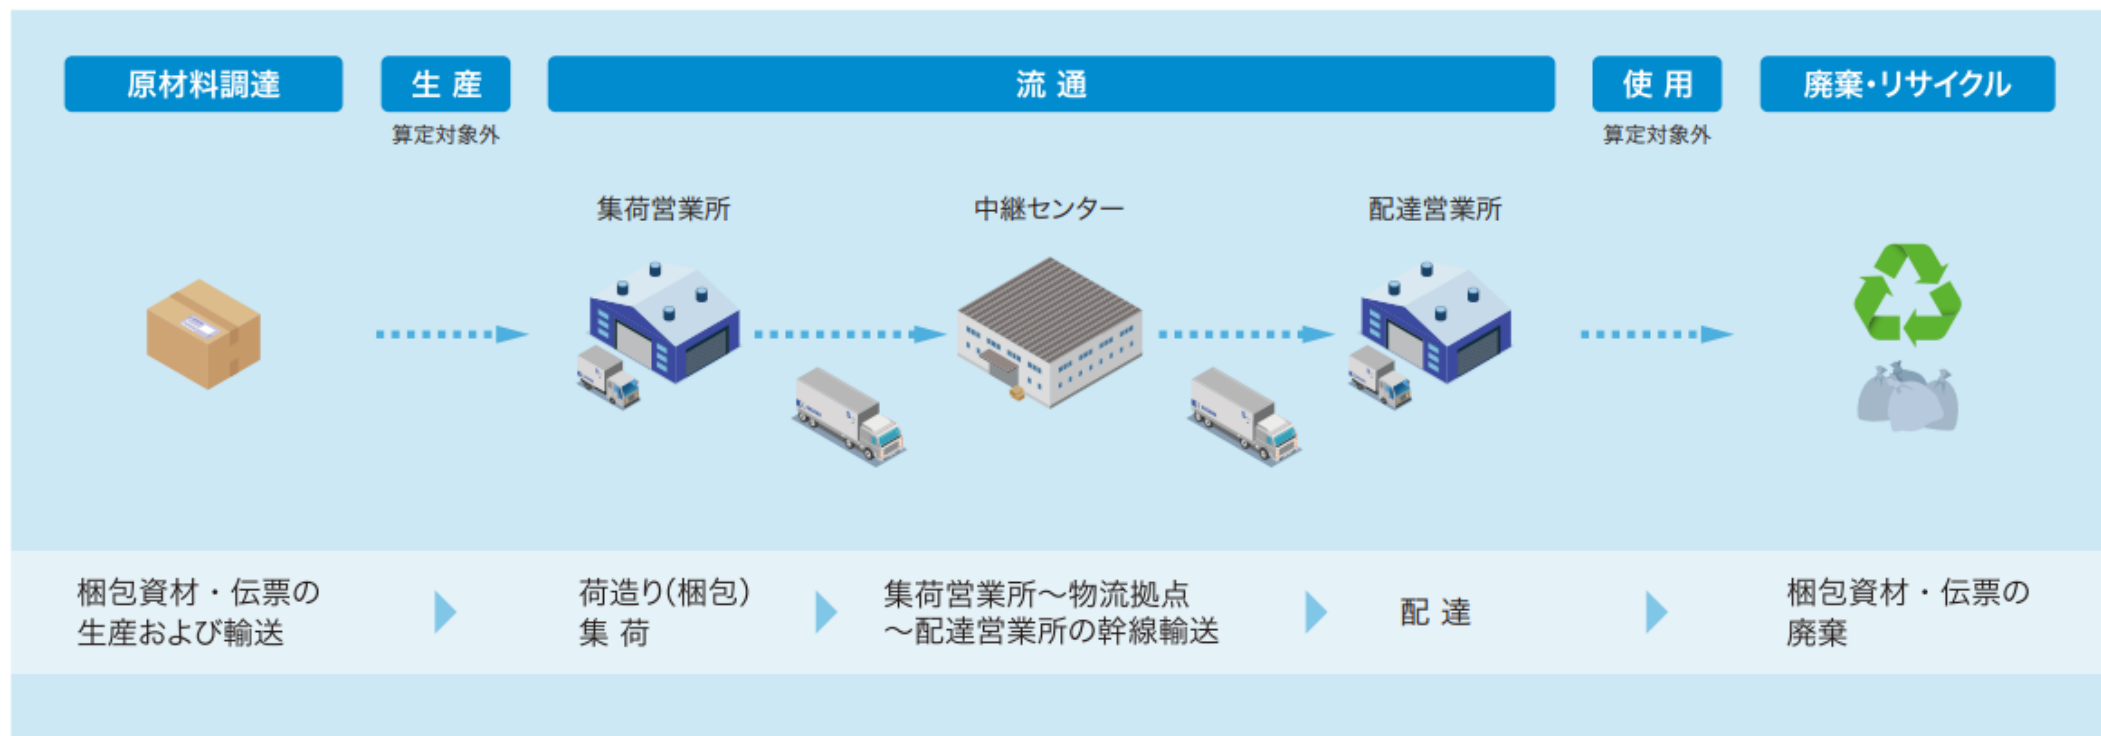 原材料調達
生 産
流 通
使 用
廃棄・リサイクル
算定対象外
算定対象外
集荷営業所
中継センター
配達営業所
梱包資材・伝票の
生産および輸送
荷造り(梱包)
集 荷
集荷営業所～物流拠点
～配達営業所の幹線輸送
配 達
梱包資材・伝票の
廃棄